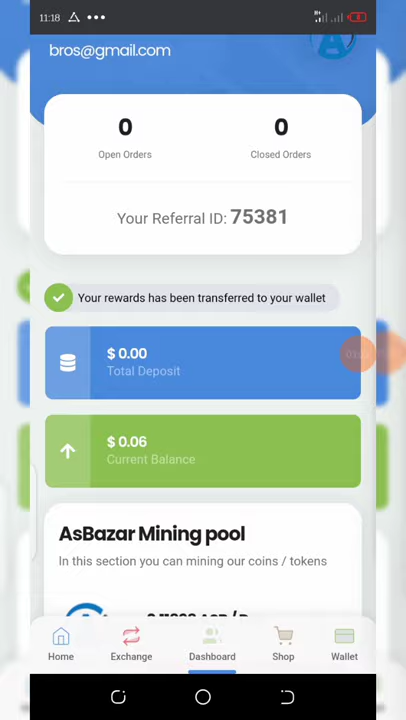 11:18
bros@gmail.com
0
0
Open Orders
Closed Orders
Your Referral ID: 75381
Your rewards has been transferred to your wallet
$ 0.00
Total Deposit
$ 0.06
Current Balance
AsBazar Mining pool
In this section you can mining our coins / tokens
Home
Exchange
Dashboard
Shop
Wallet